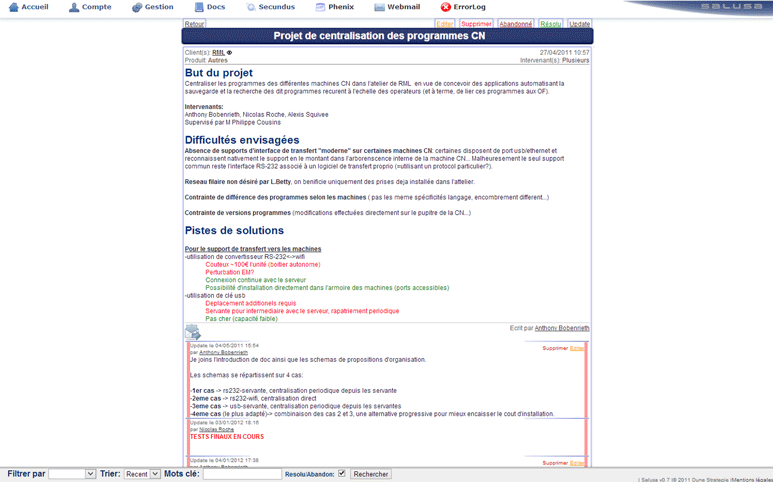 Accueil Compte Gestion Docs Secundus Phenix Webmail ErrorLog
SALUSA
Retour Editer Supprimer Abandonné Résolu Update
Projet de centralisation des programmes CN
Client(s): RML 27/04/2011 10:57
Produit: Autres Intervenant(s): Plusieurs
But du projet
Centraliser les programmes des différentes machines CN dans l'atelier de RML en vue de concevoir des applications automatisant la
sauvegarde et la recherche des dit programmes recurent à l'echelle des operateurs (et à terme, de lier ces programmes aux OF).
Intervenants:
Anthony Bobenrieth, Nicolas Roche, Alexis Squivee
Supervisé par M Philippe Cousins
Difficultés envisagées
Absence de supports d'interface de transfert "moderne" sur certaines machines CN: certaines disposent de port usb/ethernet et
reconnaissent nativement le support en le montant dans l'arborenscence interne de la machine CN... Malheuresement le seul support
commun reste l'interface RS-232 associé à un logiciel de transfert proprio (=utilisant un protocol particulier?).
Reseau filaire non désiré par L.Betty, on benificie uniquement des prises deja installée dans l'attelier.
Contrainte de différence des programmes selon les machines ( pas les meme spécificités langage, encombrement different...)
Contrainte de versions programmes (modifications effectuées directement sur le pupitre de la CN...)
Pistes de solutions
Pour le support de transfert vers les machines
-utilisation de convertisseur RS-232<->wifi
Couteux ~100€ l'unité (boitier autonome)
Perturbation EM?
Connexion continue avec le serveur
Possibilité d'installation directement dans l'armoire des machines (ports accessibles)
-utilisation de clé usb
Deplacement additionels requis
Servante pour intermediaire avec le serveur, rapatriement periodique
Pas cher (capacité faible)
Ecrit par Anthony Bobenrieth
Update le 04/05/2011 15:54
par Anthony Bobenrieth Supprimer Editer
Je joins l'introduction de doc ainsi que les schemas de propositions d'organisation.
Les schemas se répartissent sur 4 cas:
-1er cas -> rs232-servante, centralisation periodique depuis les servante
-2eme cas -> rs232-wifi, centralisation direct
-3eme cas -> usb-servante, centralisation periodique depuis les servantes
-4eme cas (le plus adapté)-> combinaison des cas 2 et 3, une alternative progressive pour mieux encaisser le cout d'installation.
Update le 03/01/2012 16:16
par Nicolas Roche
TESTS FINAUX EN COURS
Update le 04/01/2012 17:38
par Anthony Bobenrieth Supprimer Editer
Filtrer par Trier: Recent Mots clé: Resolu/Abandon: Rechercher
| Salusa v0.7 @ 2011 Dune Strategie |Mentions légales